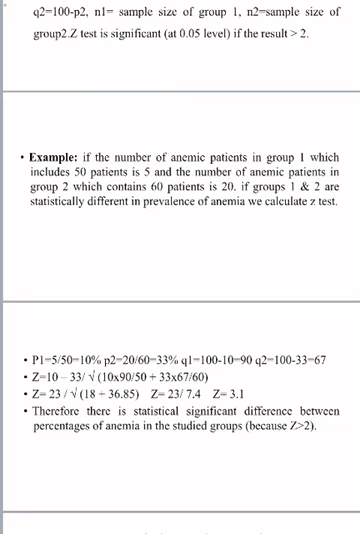 q2=100-p2, n1= sample size of group 1, n2=sample size of
group2.Z test is significant (at 0.05 level) if the result > 2.
• Example: if the number of anemic patients in group 1 which
includes 50 patients is 5 and the number of anemic patients in
group 2 which contains 60 patients is 20. if groups 1 & 2 are
statistically different in prevalence of anemia we calculate z test.
• P1=5/50=10% p2=20/60=33% q1=100-10=90 q2=100-33=67
• Z=10 – 33/ √ (10x90/50 + 33x67/60)
• Z= 23 / √ (18 + 36.85) Z= 23/ 7.4 Z= 3.1
• Therefore there is statistical significant difference between
percentages of anemia in the studied groups (because Z>2).